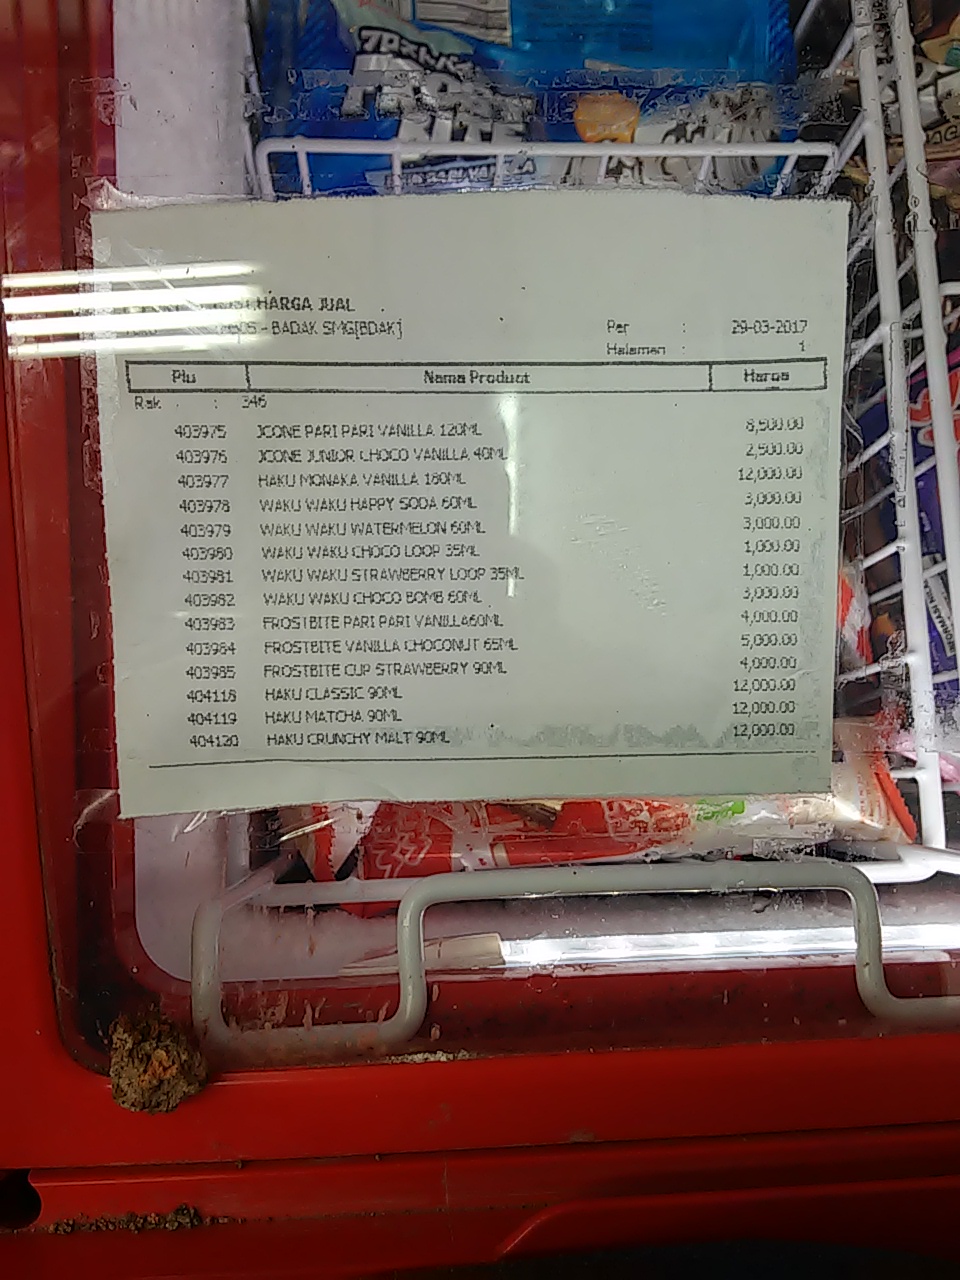 FROST BITE
HARGA JUAL
- BADAK SMG[BDAK]
Per : 29-03-2017
Halaman : 1
Plu Nama Product Harga
Rak : 346
403975 JCONE PARI PARI VANILLA 120ML 8,500.00
403976 JCONE JUNIOR CHOCO VANILLA 40ML 2,500.00
403977 HAKU MONAKA VANILLA 180ML 12,000.00
403978 WAKU WAKU HAPPY SODA 60ML 3,000.00
403979 WAKU WAKU WATERMELON 60ML 3,000.00
403980 WAKU WAKU CHOCO LOOP 35ML 1,000.00
403981 WAKU WAKU STRAWBERRY LOOP 35ML 1,000.00
403982 WAKU WAKU CHOCO BOMB 60ML 3,000.00
403983 FROSTBITE PARI PARI VANILLA60ML 4,000.00
403984 FROSTBITE VANILLA CHOCONUT 65ML 5,000.00
403985 FROSTBITE CUP STRAWBERRY 90ML 4,000.00
404118 HAKU CLASSIC 90ML 12,000.00
404119 HAKU MATCHA 90ML 12,000.00
404120 HAKU CRUNCHY MALT 90ML 12,000.00